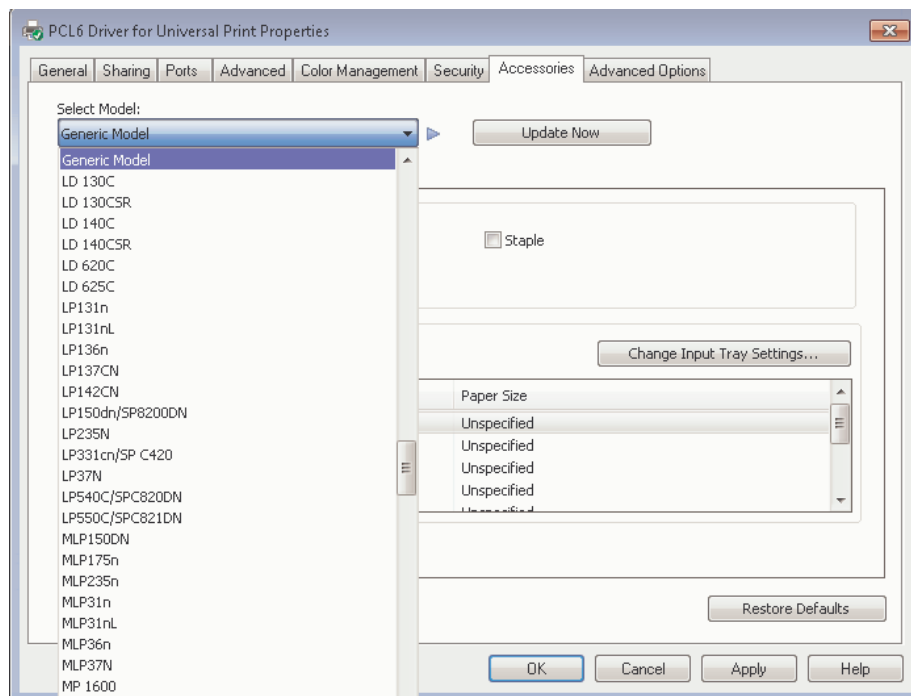 PCL6 Driver for Universal Print Properties
General Sharing Ports Advanced Color Management Security Accessories Advanced Options
Select Model:
Generic Model
Update Now
Generic Model
LD 130C
LD 130CSR
LD 140C
LD 140CSR
LD 620C
LD 625C
LP131n
LP131nL
LP136n
LP137CN
LP142CN
LP150dn/SP8200DN
LP235N
LP331cn/SP C420
LP37N
LP540C/SPC820DN
LP550C/SPC821DN
MLP150DN
MLP175n
MLP235n
MLP31n
MLP31nL
MLP36n
MLP37N
MP 1600
Staple
Change Input Tray Settings...
Paper Size
Unspecified
Unspecified
Unspecified
Unspecified
Unspecified
Restore Defaults
OK Cancel Apply Help